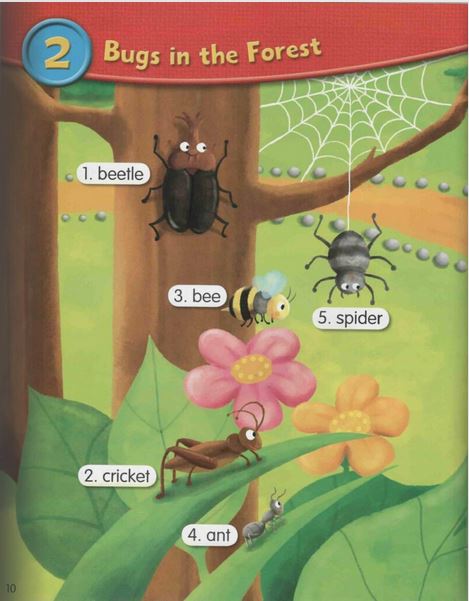 2
Bugs in the Forest
1. beetle
3. bee
5. spider
2. cricket
4. ant
10